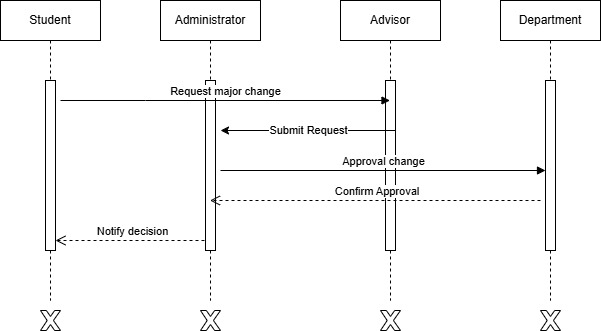 Student
Administrator
Advisor
Department
Request major change
Submit Request
Approval change
Confirm Approval
Notify decision